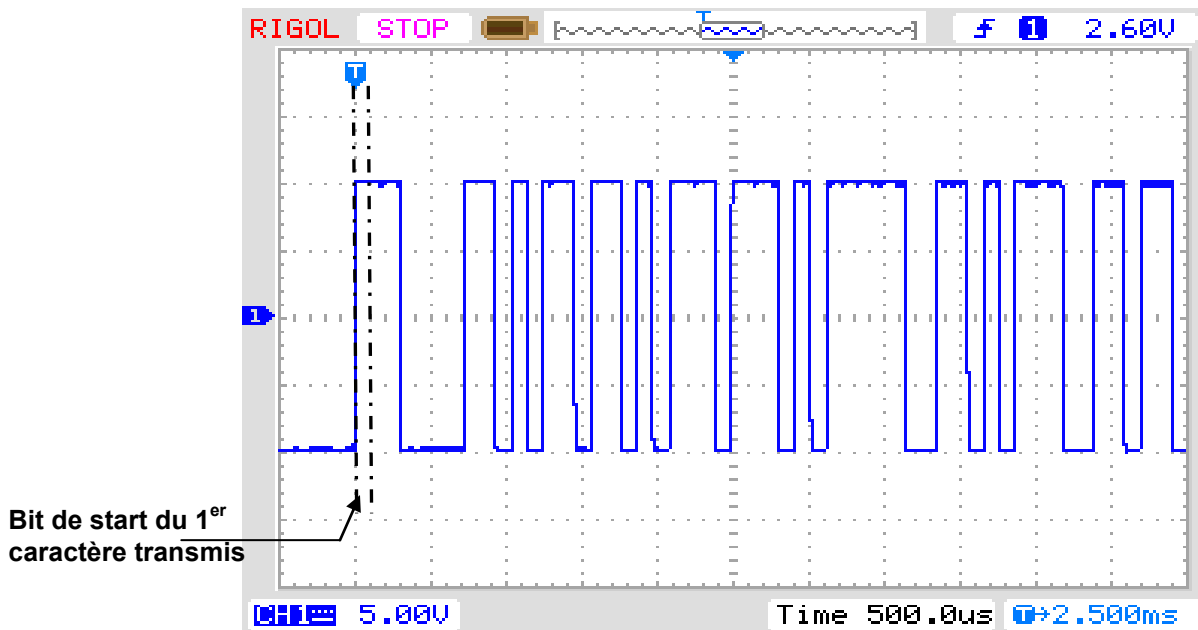 RIGOL STOP 1 2.60V
T
1
Bit de start du 1er
caractère transmis
CH1 5.00V Time 500.0us T→2.500ms